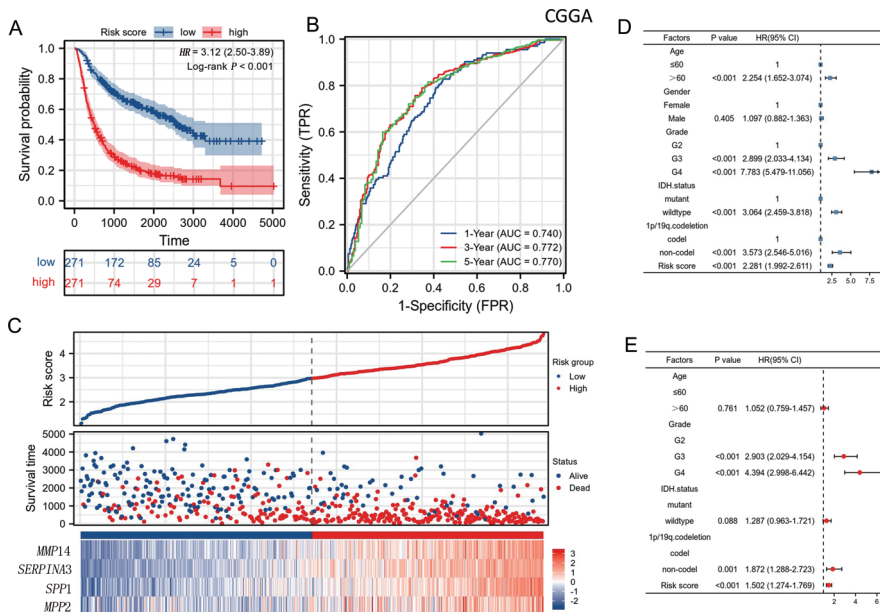 CGGA
A
Risk score low high
HR = 3.12 (2.50-3.89)
Log-rank P < 0.001
Survival probability
1.0
0.8
0.6
0.4
0.2
0.0
0 1000 2000 3000 4000 5000
Time
low 271 172 85 24 5 0
high 271 74 29 7 1 1
B
Sensitivity (TPR)
1.0
0.8
0.6
0.4
0.2
0.0
1-Year (AUC = 0.740)
3-Year (AUC = 0.772)
5-Year (AUC = 0.770)
0.0 0.2 0.4 0.6 0.8 1.0
1-Specificity (FPR)
C
Risk score
4
3
2
Risk group
Low
High
Survival time
5000
4000
3000
2000
1000
0
Status
Alive
Dead
MMP14
SERPINA3
SPP1
MPP2
3
2
1
0
-1
-2
D
Factors P value HR(95% CI)
Age
≤60 1
>60 <0.001 2.254 (1.652-3.074)
Gender
Female 1
Male 0.405 1.097 (0.882-1.363)
Grade
G2 1
G3 <0.001 2.899 (2.033-4.134)
G4 <0.001 7.783 (5.479-11.056)
IDH.status
mutant 1
wildtype <0.001 3.064 (2.459-3.818)
1p/19q.codeletion
codel 1
non-codel <0.001 3.573 (2.546-5.016)
Risk score <0.001 2.281 (1.992-2.611)
2.5 5.0 7.5
E
Factors P value HR(95% CI)
Age
≤60
>60 0.761 1.052 (0.759-1.457)
Grade
G2
G3 <0.001 2.903 (2.029-4.154)
G4 <0.001 4.394 (2.998-6.442)
IDH.status
mutant
wildtype 0.088 1.287 (0.963-1.721)
1p/19q.codeletion
codel
non-codel 0.001 1.872 (1.288-2.723)
Risk score <0.001 1.502 (1.274-1.769)
2 4 6